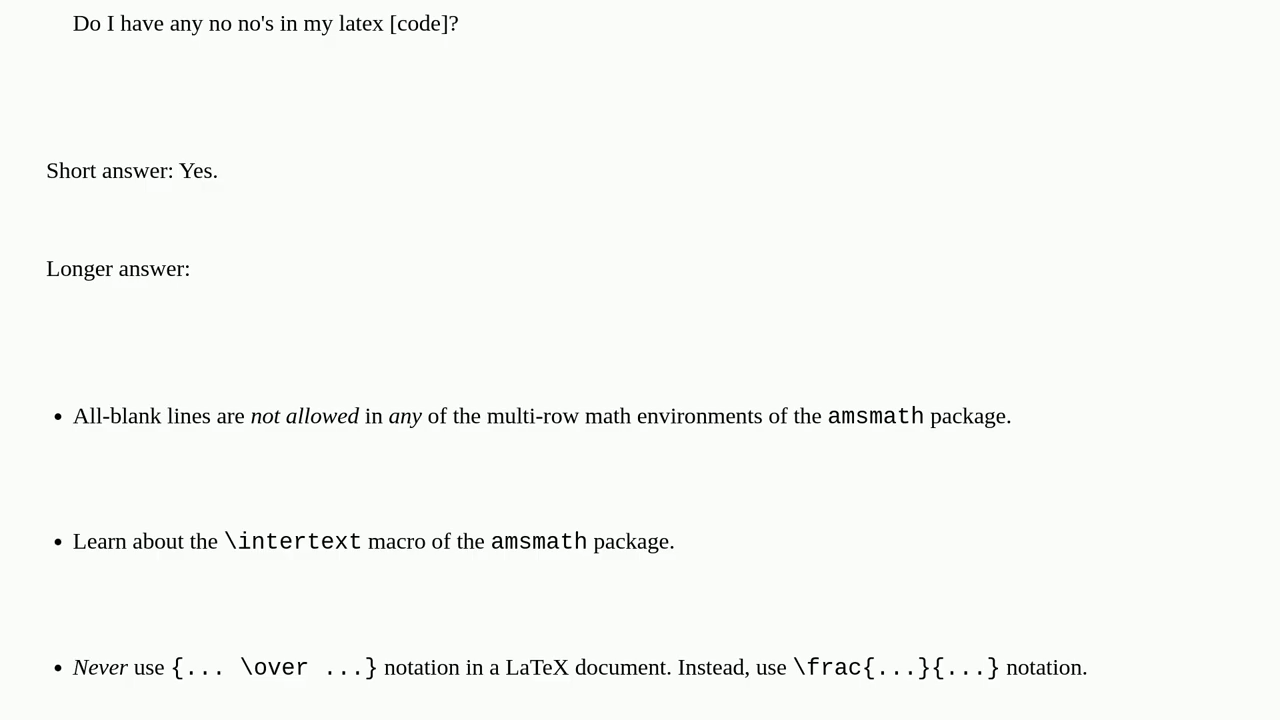 Do I have any no no's in my latex [code]?
Short answer: Yes.
Longer answer:
• All-blank lines are not allowed in any of the multi-row math environments of the amsmath package.
• Learn about the \intertext macro of the amsmath package.
• Never use {... \over ...} notation in a LaTeX document. Instead, use \frac{...}{...} notation.